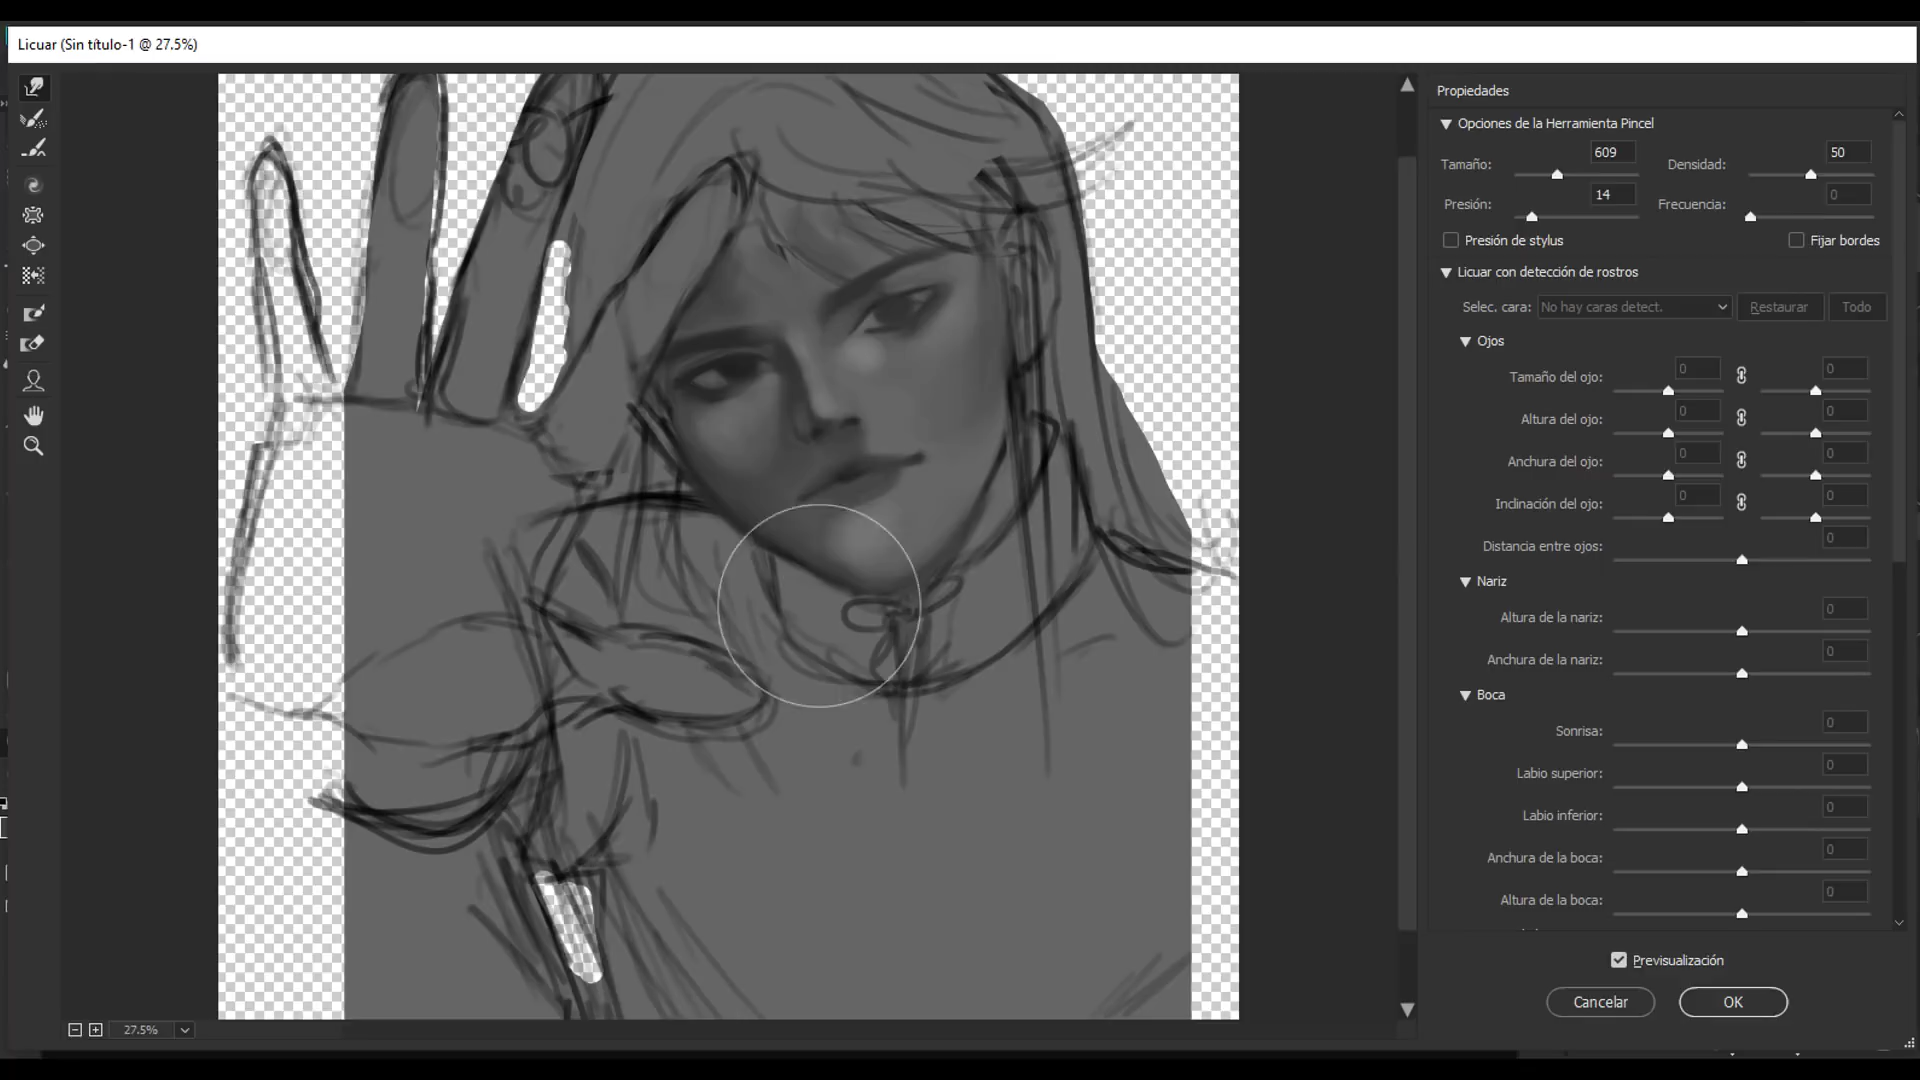 Licuar (Sin título-1 @ 27.5%)
Propiedades
Opciones de la Herramienta Pincel
Tamaño: 609 Densidad: 50
Presión: 14 Frecuencia: 0
Presión de stylus Fijar bordes
Licuar con detección de rostros
Selec. cara: No hay caras detect. Restaurar Todo
Ojos
Tamaño del ojo: 0 0
Altura del ojo: 0 0
Anchura del ojo: 0 0
Inclinación del ojo: 0 0
Distancia entre ojos: 0
Nariz
Altura de la nariz: 0
Anchura de la nariz: 0
Boca
Sonrisa: 0
Labio superior: 0
Labio inferior: 0
Anchura de la boca: 0
Altura de la boca: 0
Previsualización
Cancelar OK
27.5%